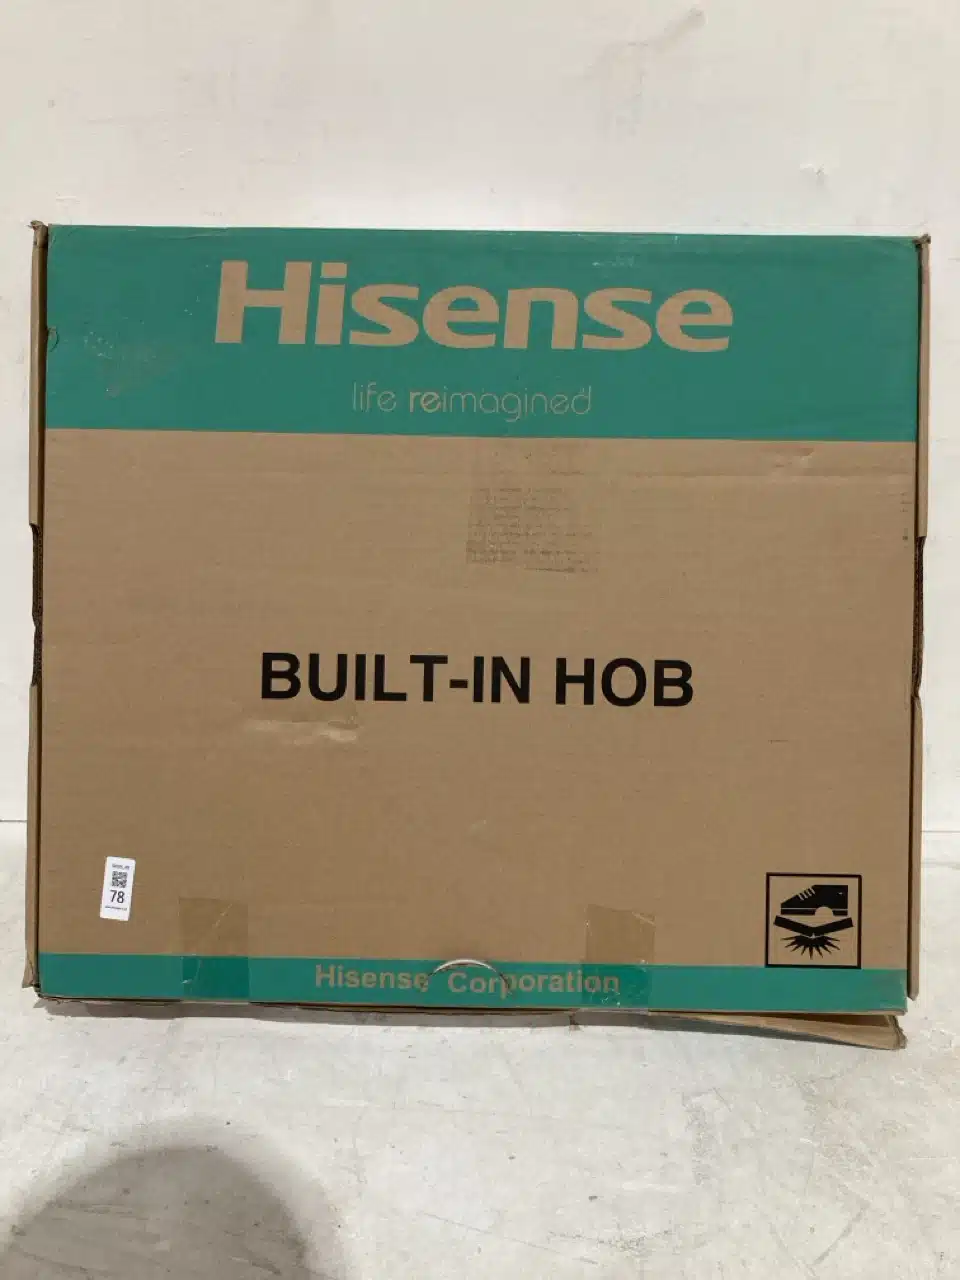 Hisense
life reimagined
BUILT-IN HOB
78
Hisense Corporation